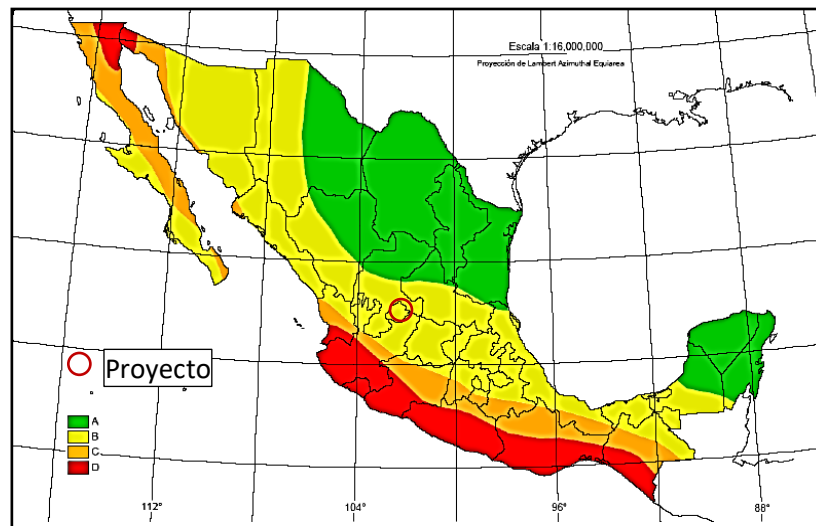 Escala 1:16,000,000
Proyección de Lambert Azimuthal Equiarea
Proyecto
A
B
C
D
112°
104°
96°
88°